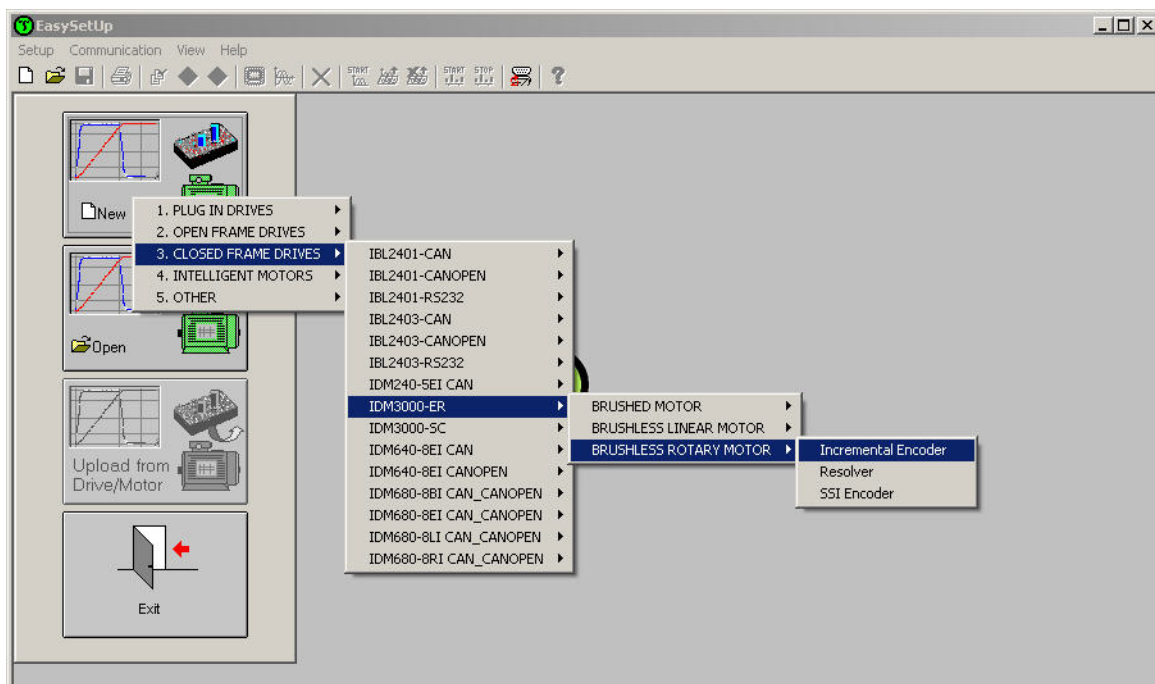 EasySetUp
Setup Communication View Help
START START STOP ?
New
1. PLUG IN DRIVES
2. OPEN FRAME DRIVES
3. CLOSED FRAME DRIVES
4. INTELLIGENT MOTORS
5. OTHER
Open
Upload from
Drive/Motor
Exit
IBL2401-CAN
IBL2401-CANOPEN
IBL2401-RS232
IBL2403-CAN
IBL2403-CANOPEN
IBL2403-RS232
IDM240-5EI CAN
IDM3000-ER
IDM3000-SC
IDM640-8EI CAN
IDM640-8EI CANOPEN
IDM680-8BI CAN_CANOPEN
IDM680-8EI CAN_CANOPEN
IDM680-8LI CAN_CANOPEN
IDM680-8RI CAN_CANOPEN
BRUSHED MOTOR
BRUSHLESS LINEAR MOTOR
BRUSHLESS ROTARY MOTOR
Incremental Encoder
Resolver
SSI Encoder